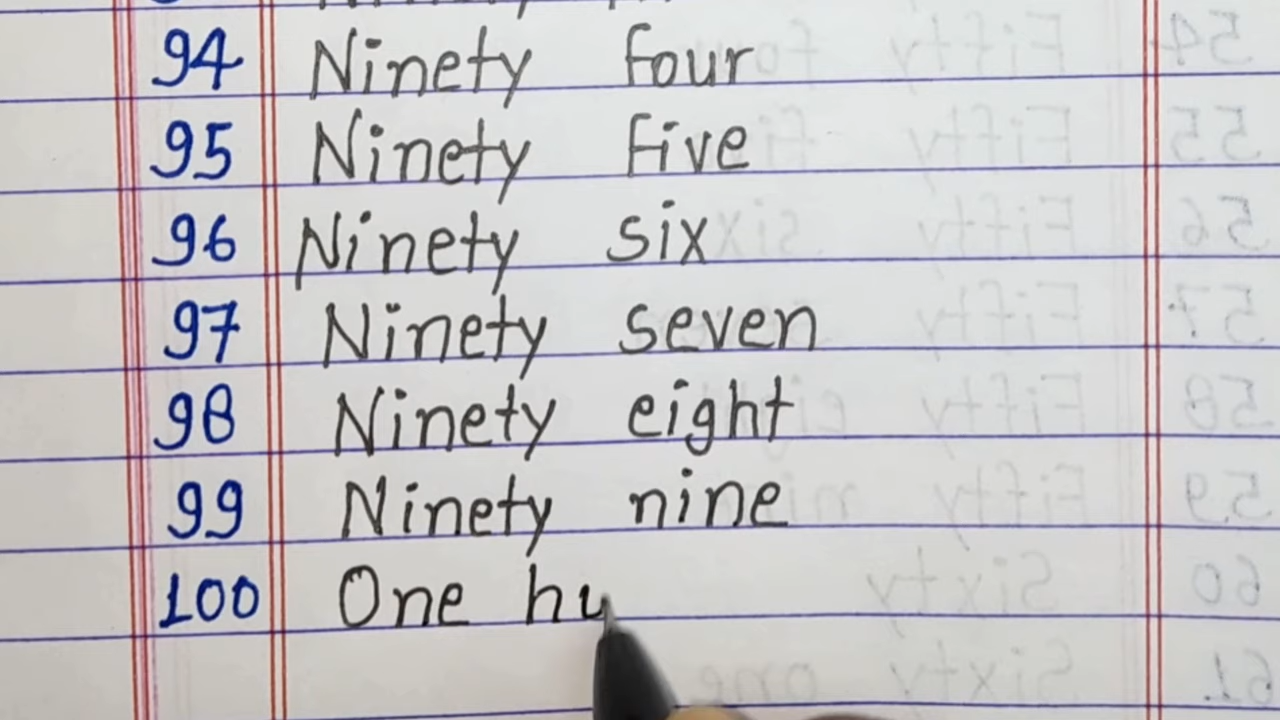 94 Ninety four
95 Ninety five
96 Ninety six
97 Ninety seven
98 Ninety eight
99 Ninety nine
100 One hu